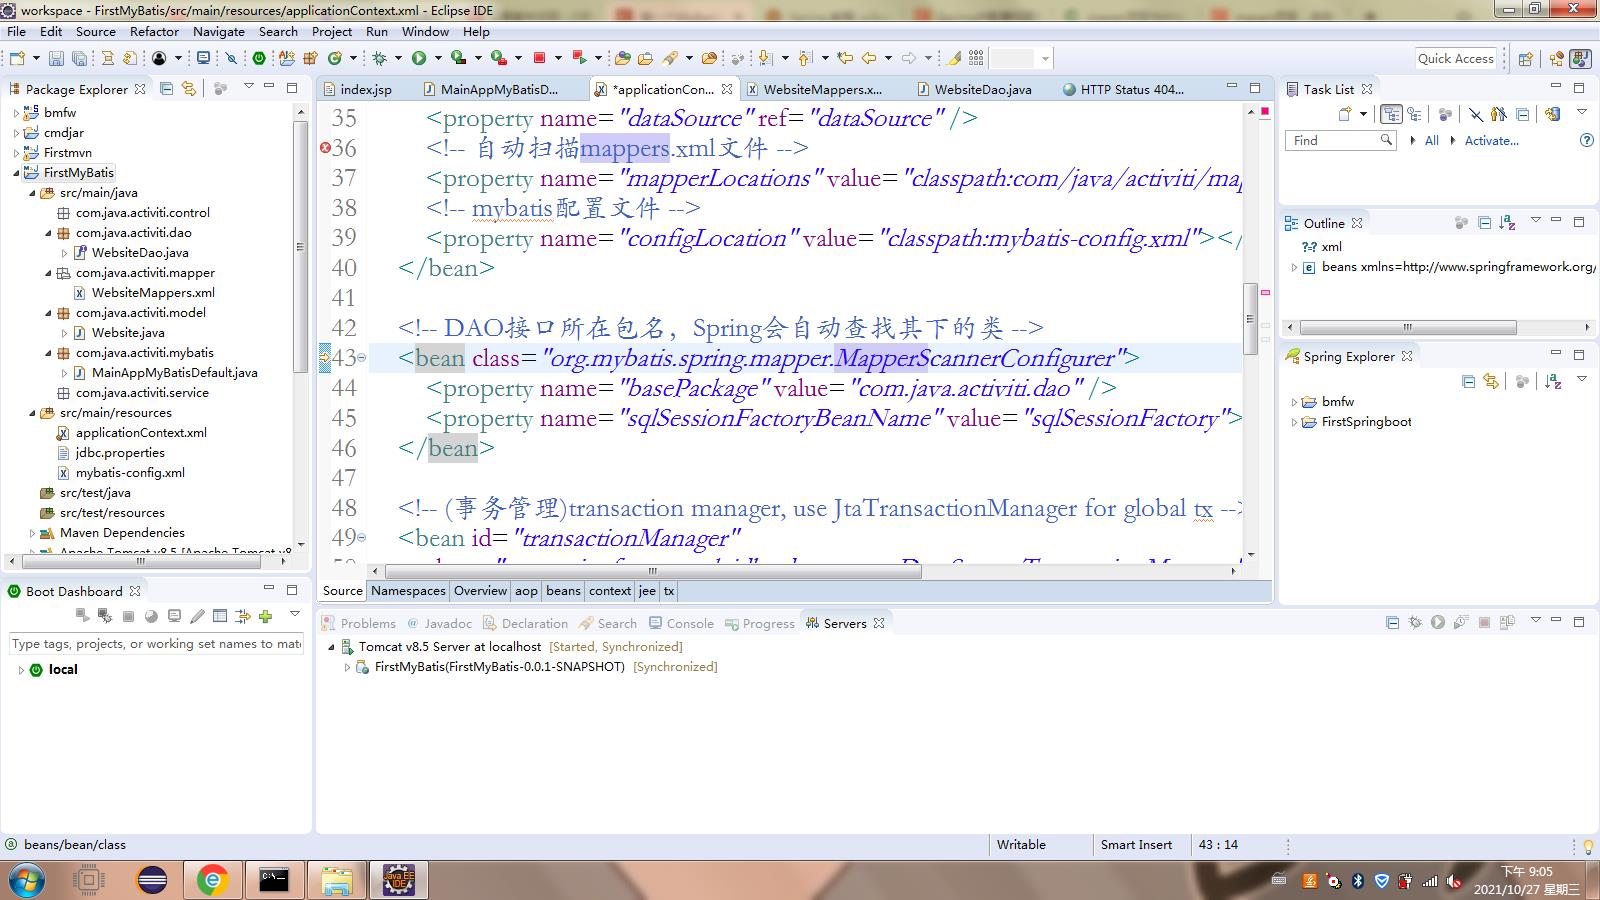 workspace - FirstMyBatis/src/main/resources/applicationContext.xml - Eclipse IDE
File Edit Source Refactor Navigate Search Project Run Window Help
Quick Access
Package Explorer
bmfw
cmdjar
Firstmvn
FirstMyBatis
src/main/java
com.java.activiti.control
com.java.activiti.dao
WebsiteDao.java
com.java.activiti.mapper
WebsiteMappers.xml
com.java.activiti.model
Website.java
com.java.activiti.mybatis
MainAppMyBatisDefault.java
com.java.activiti.service
src/main/resources
applicationContext.xml
jdbc.properties
mybatis-config.xml
src/test/java
src/test/resources
Maven Dependencies
Apache Tomcat v8.5 [Apache Tomcat v8
Boot Dashboard
Type tags, projects, or working set names to mat
local
index.jsp MainAppMyBatisD... *applicationCon... WebsiteMappers.x... WebsiteDao.java HTTP Status 404...
35 <property name="dataSource" ref="dataSource" />
36 <!-- 自动扫描mappers.xml文件 -->
37 <property name="mapperLocations" value="classpath:com/java/activiti/map
38 <!-- mybatis配置文件 -->
39 <property name="configLocation" value="classpath:mybatis-config.xml"></
40 </bean>
41
42 <!-- DAO接口所在包名，Spring会自动查找其下的类 -->
43 <bean class="org.mybatis.spring.mapper.MapperScannerConfigurer">
44 <property name="basePackage" value="com.java.activiti.dao" />
45 <property name="sqlSessionFactoryBeanName" value="sqlSessionFactory">
46 </bean>
47
48 <!-- (事务管理)transaction manager, use JtaTransactionManager for global tx -->
49 <bean id="transactionManager"
Source Namespaces Overview aop beans context jee tx
Problems Javadoc Declaration Search Console Progress Servers
Tomcat v8.5 Server at localhost [Started, Synchronized]
FirstMyBatis(FirstMyBatis-0.0.1-SNAPSHOT) [Synchronized]
Task List
Find All Activate...
Outline
xml
beans xmlns=http://www.springframework.org/
Spring Explorer
bmfw
FirstSpringboot
beans/bean/class Writable Smart Insert 43 : 14
下午 9:05
2021/10/27 星期三